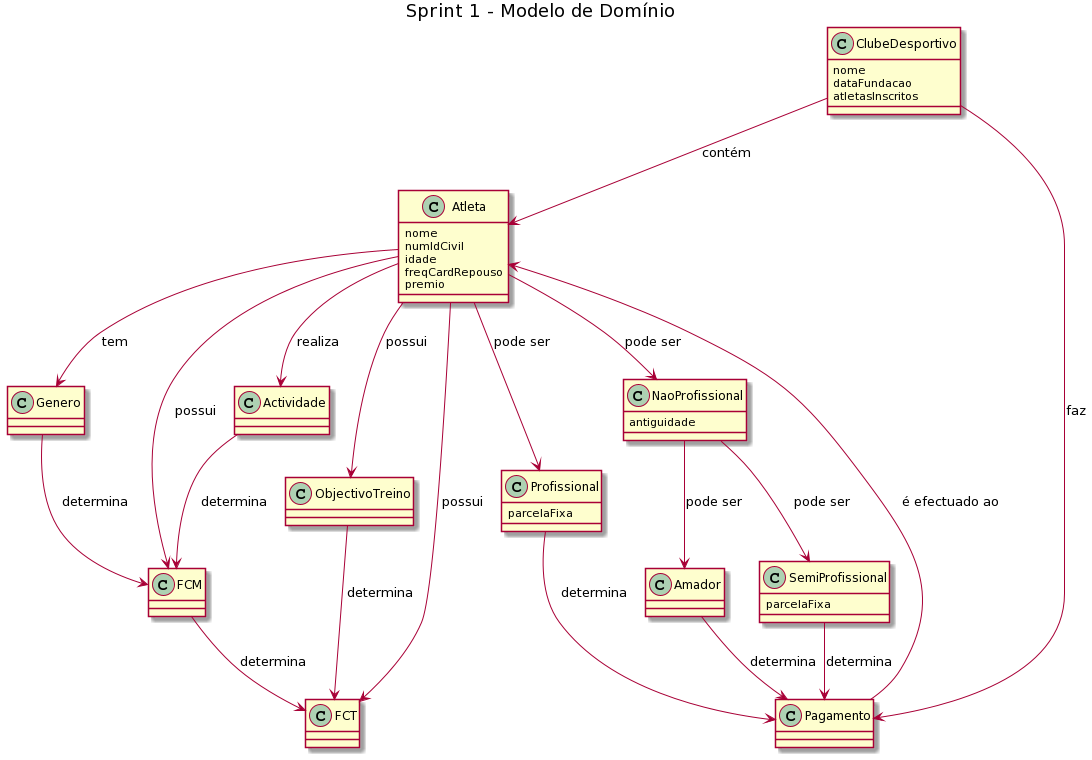 Sprint 1 - Modelo de Domínio
C ClubeDesportivo
nome
dataFundacao
atletasInscritos
contém
C Atleta
nome
numIdCivil
idade
freqCardRepouso
premio
tem
realiza
possui
pode ser
pode ser
possui
faz
C Genero
C Actividade
C NaoProfissional
antiguidade
C ObjectivoTreino
C Profissional
parcelaFixa
determina
determina
possui
pode ser
pode ser
é efectuado ao
C FCM
C Amador
C SemiProfissional
parcelaFixa
determina
determina
determina
determina
determina
C FCT
C Pagamento